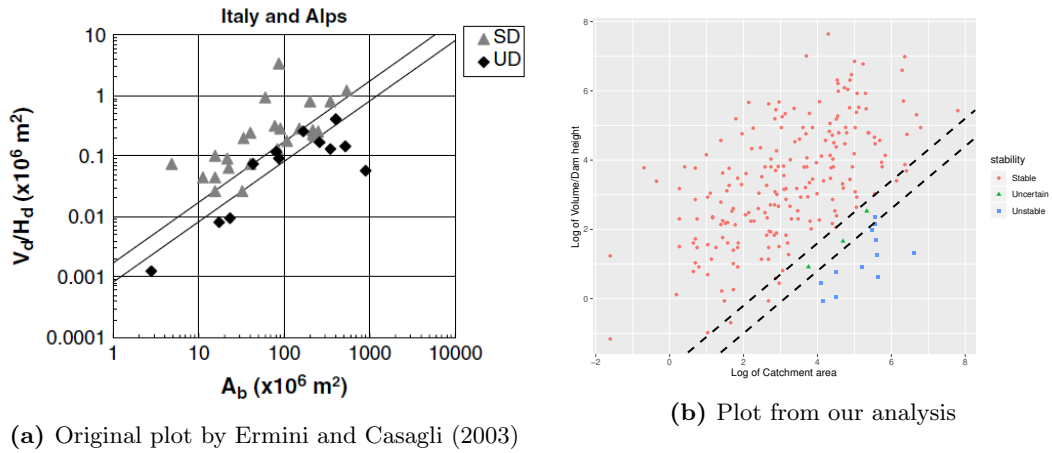 Italy and Alps
SD
UD
10
1
0.1
0.01
0.001
0.0001
V_d/H_d (x10^6 m^2)
1
10
100
1000
10000
A_b (x10^6 m^2)
(a) Original plot by Ermini and Casagli (2003)
8
6
4
2
0
Log of Volume/Dam height
−2
0
2
4
6
8
Log of Catchment area
stability
Stable
Uncertain
Unstable
(b) Plot from our analysis